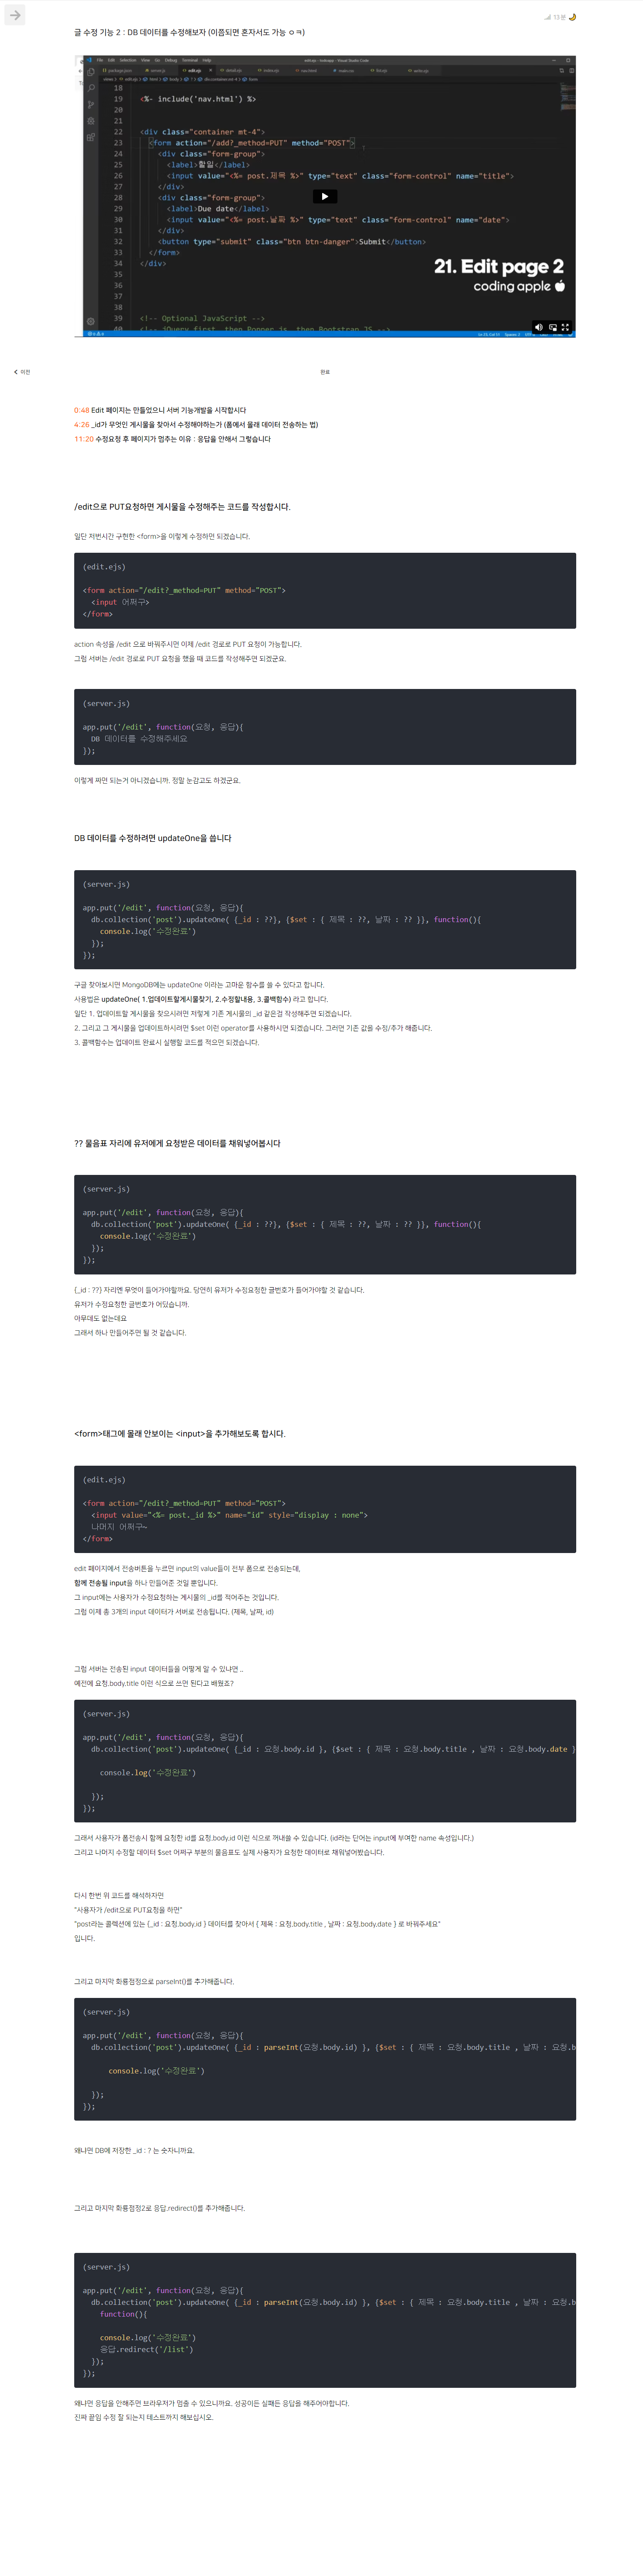 13분
글 수정 기능 2 : DB 데이터를 수정해보자 (이쯤되면 혼자서도 가능 ㅇㅋ)
File Edit Selection View Go Debug Terminal Help
18
19 <%- include('nav.html') %>
20
21
22 <div class="container mt-4">
23 <form action="/add?_method=PUT" method="POST">
24 <div class="form-group">
25 <label>할일</label>
26 <input value="<%= post.제목 %>" type="text" class="form-control" name="title">
27 </div>
28 <div class="form-group">
29 <label>Due date</label>
30 <input value="<%= post.날짜 %>" type="text" class="form-control" name="date">
31 </div>
32 <button type="submit" class="btn btn-danger">Submit</button>
33 </form>
34 </div>
35
36
37
38
39 <!-- Optional JavaScript -->
40 <!-- jQuery first, then Popper.js, then Bootstrap JS -->
21. Edit page 2
coding apple
이전
완료
0:48 Edit 페이지는 만들었으니 서버 기능개발을 시작합시다
4:26 _id가 무엇인 게시물을 찾아서 수정해야하는가 (폼에서 몰래 데이터 전송하는 법)
11:20 수정요청 후 페이지가 멈추는 이유 : 응답을 안해서 그렇습니다
/edit으로 PUT요청하면 게시물을 수정해주는 코드를 작성합시다.
일단 저번시간 구현한 <form>을 이렇게 수정하면 되겠습니다.
(edit.ejs)
<form action="/edit?_method=PUT" method="POST">
<input 어쩌구>
</form>
action 속성을 /edit 으로 바꿔주시면 이제 /edit 경로로 PUT 요청이 가능합니다.
그럼 서버는 /edit 경로로 PUT 요청을 했을 때 코드를 작성해주면 되겠군요.
(server.js)
app.put('/edit', function(요청, 응답){
DB 데이터를 수정해주세요
});
이렇게 짜면 되는거 아니겠습니까. 정말 눈감고도 하겠군요.
DB 데이터를 수정하려면 updateOne을 씁니다
(server.js)
app.put('/edit', function(요청, 응답){
db.collection('post').updateOne( {_id : ??}, {$set : { 제목 : ??, 날짜 : ?? }}, function(){
console.log('수정완료')
});
});
구글 찾아보시면 MongoDB에는 updateOne 이라는 고마운 함수를 쓸 수 있다고 합니다.
사용법은 updateOne( 1.업데이트할게시물찾기, 2.수정할내용, 3.콜백함수) 라고 합니다.
일단 1. 업데이트할 게시물을 찾으시려면 저렇게 기존 게시물의 _id 같은걸 작성해주면 되겠습니다.
2. 그리고 그 게시물을 업데이트하시려면 $set 이런 operator를 사용하시면 되겠습니다. 그러면 기존 값을 수정/추가 해줍니다.
3. 콜백함수는 업데이트 완료시 실행할 코드를 적으면 되겠습니다.
?? 물음표 자리에 유저에게 요청받은 데이터를 채워넣어봅시다
(server.js)
app.put('/edit', function(요청, 응답){
db.collection('post').updateOne( {_id : ??}, {$set : { 제목 : ??, 날짜 : ?? }}, function(){
console.log('수정완료')
});
});
{_id : ??} 자리엔 무엇이 들어가야할까요. 당연히 유저가 수정요청한 글번호가 들어가야할 것 같습니다.
유저가 수정요청한 글번호가 어딨습니까.
아무데도 없는데요
그래서 하나 만들어주면 될 것 같습니다.
<form>태그에 몰래 안보이는 <input>을 추가해보도록 합시다.
(edit.ejs)
<form action="/edit?_method=PUT" method="POST">
<input value="<%= post._id %>" name="id" style="display : none">
나머지 어쩌구~
</form>
edit 페이지에서 전송버튼을 누르면 input의 value들이 전부 폼으로 전송되는데,
함께 전송될 input을 하나 만들어준 것일 뿐입니다.
그 input에는 사용자가 수정요청하는 게시물의 _id를 적어주는 것입니다.
그럼 이제 총 3개의 input 데이터가 서버로 전송됩니다. (제목, 날짜, id)
그럼 서버는 전송된 input 데이터들을 어떻게 알 수 있냐면 ..
예전에 요청.body.title 이런 식으로 쓰면 된다고 배웠죠?
(server.js)
app.put('/edit', function(요청, 응답){
db.collection('post').updateOne( {_id : 요청.body.id }, {$set : { 제목 : 요청.body.title , 날짜 : 요청.body.date }
console.log('수정완료')
});
});
그래서 사용자가 폼전송시 함께 요청한 id를 요청.body.id 이런 식으로 꺼내쓸 수 있습니다. (id라는 단어는 input에 부여한 name 속성입니다.)
그리고 나머지 수정할 데이터 $set 어쩌구 부분의 물음표도 실제 사용자가 요청한 데이터로 채워넣어봤습니다.
다시 한번 위 코드를 해석하자면
"사용자가 /edit으로 PUT요청을 하면"
"post라는 콜렉션에 있는 {_id : 요청.body.id } 데이터를 찾아서 { 제목 : 요청.body.title , 날짜 : 요청.body.date } 로 바꿔주세요"
입니다.
그리고 마지막 화룡점정으로 parseInt()를 추가해줍니다.
(server.js)
app.put('/edit', function(요청, 응답){
db.collection('post').updateOne( {_id : parseInt(요청.body.id) }, {$set : { 제목 : 요청.body.title , 날짜 : 요청.b
console.log('수정완료')
});
});
왜냐면 DB에 저장한 _id : ? 는 숫자니까요.
그리고 마지막 화룡점정2로 응답.redirect()를 추가해줍니다.
(server.js)
app.put('/edit', function(요청, 응답){
db.collection('post').updateOne( {_id : parseInt(요청.body.id) }, {$set : { 제목 : 요청.body.title , 날짜 : 요청.b
function(){
console.log('수정완료')
응답.redirect('/list')
});
});
왜냐면 응답을 안해주면 브라우저가 멈출 수 있으니까요. 성공이든 실패든 응답을 해주어야합니다.
진짜 끝임 수정 잘 되는지 테스트까지 해보십시오.